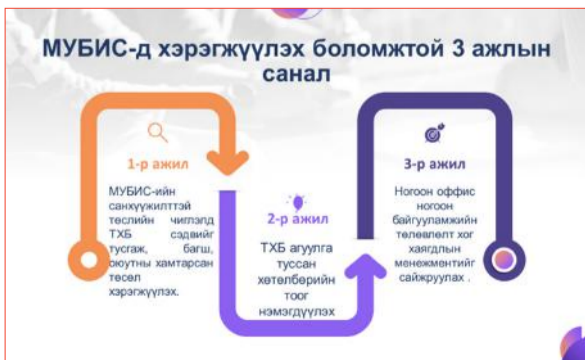 МУБИС-д хэрэгжүүлэх боломжтой 3 ажлын
санал
1-р ажил
МУБИС-ийн
санхүүжилттэй
төслийн чиглэлд
ТХБ сэдвийг
тусгаж, багш,
оюутны хамтарсан
төсөл
хэрэгжүүлэх.
2-р ажил
ТХБ агуулга
туссан
хөтөлбөрийн
тоог
нэмэгдүүлэх
3-р ажил
Ногоон оффис
ногоон
байгууламжийн
төлөвлөлт хог
хаягдлын
менежментийг
сайжруулах .